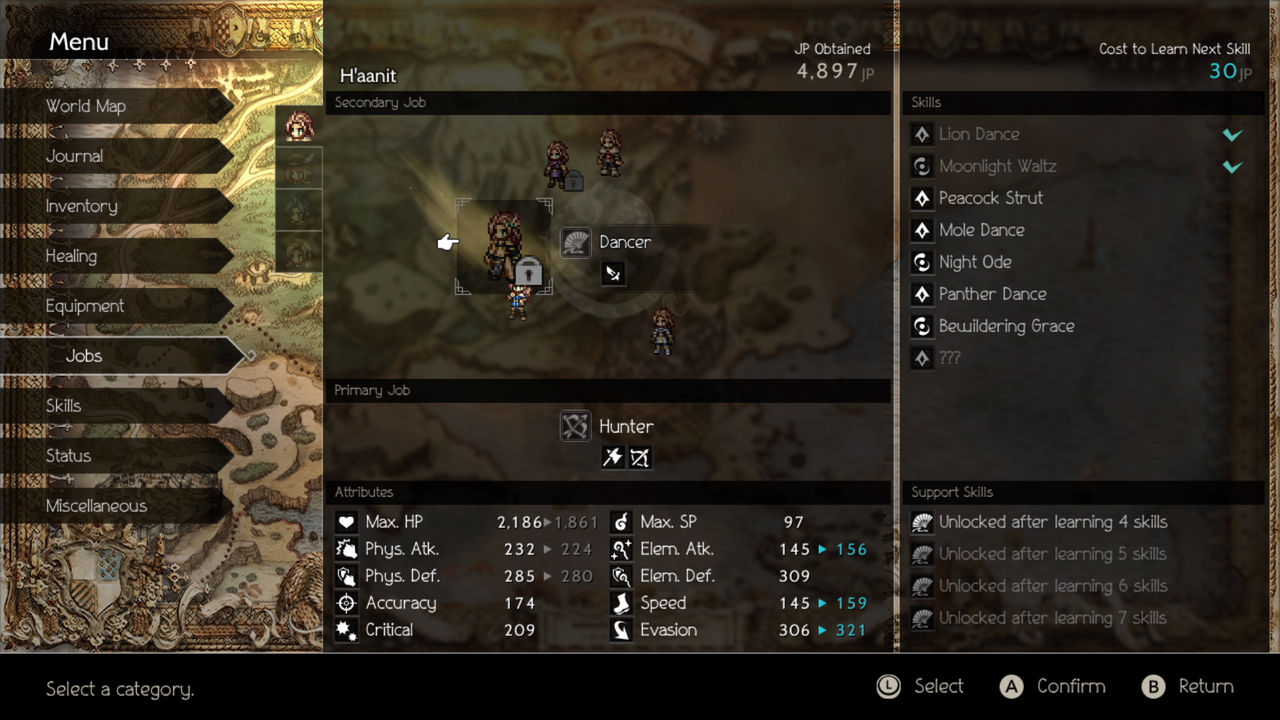 Menu
World Map
Journal
Inventory
Healing
Equipment
Jobs
Skills
Status
Miscellaneous
H'aanit
JP Obtained
4,897 JP
Secondary Job
Dancer
Primary Job
Hunter
Attributes
Max. HP 2,186 1,861 Max. SP 97
Phys. Atk. 232 224 Elem. Atk. 145 156
Phys. Def. 285 280 Elem. Def. 309
Accuracy 174 Speed 145 159
Critical 209 Evasion 306 321
Cost to Learn Next Skill
30 JP
Skills
Lion Dance
Moonlight Waltz
Peacock Strut
Mole Dance
Night Ode
Panther Dance
Bewildering Grace
???
Support Skills
Unlocked after learning 4 skills
Unlocked after learning 5 skills
Unlocked after learning 6 skills
Unlocked after learning 7 skills
Select a category.
L Select A Confirm B Return